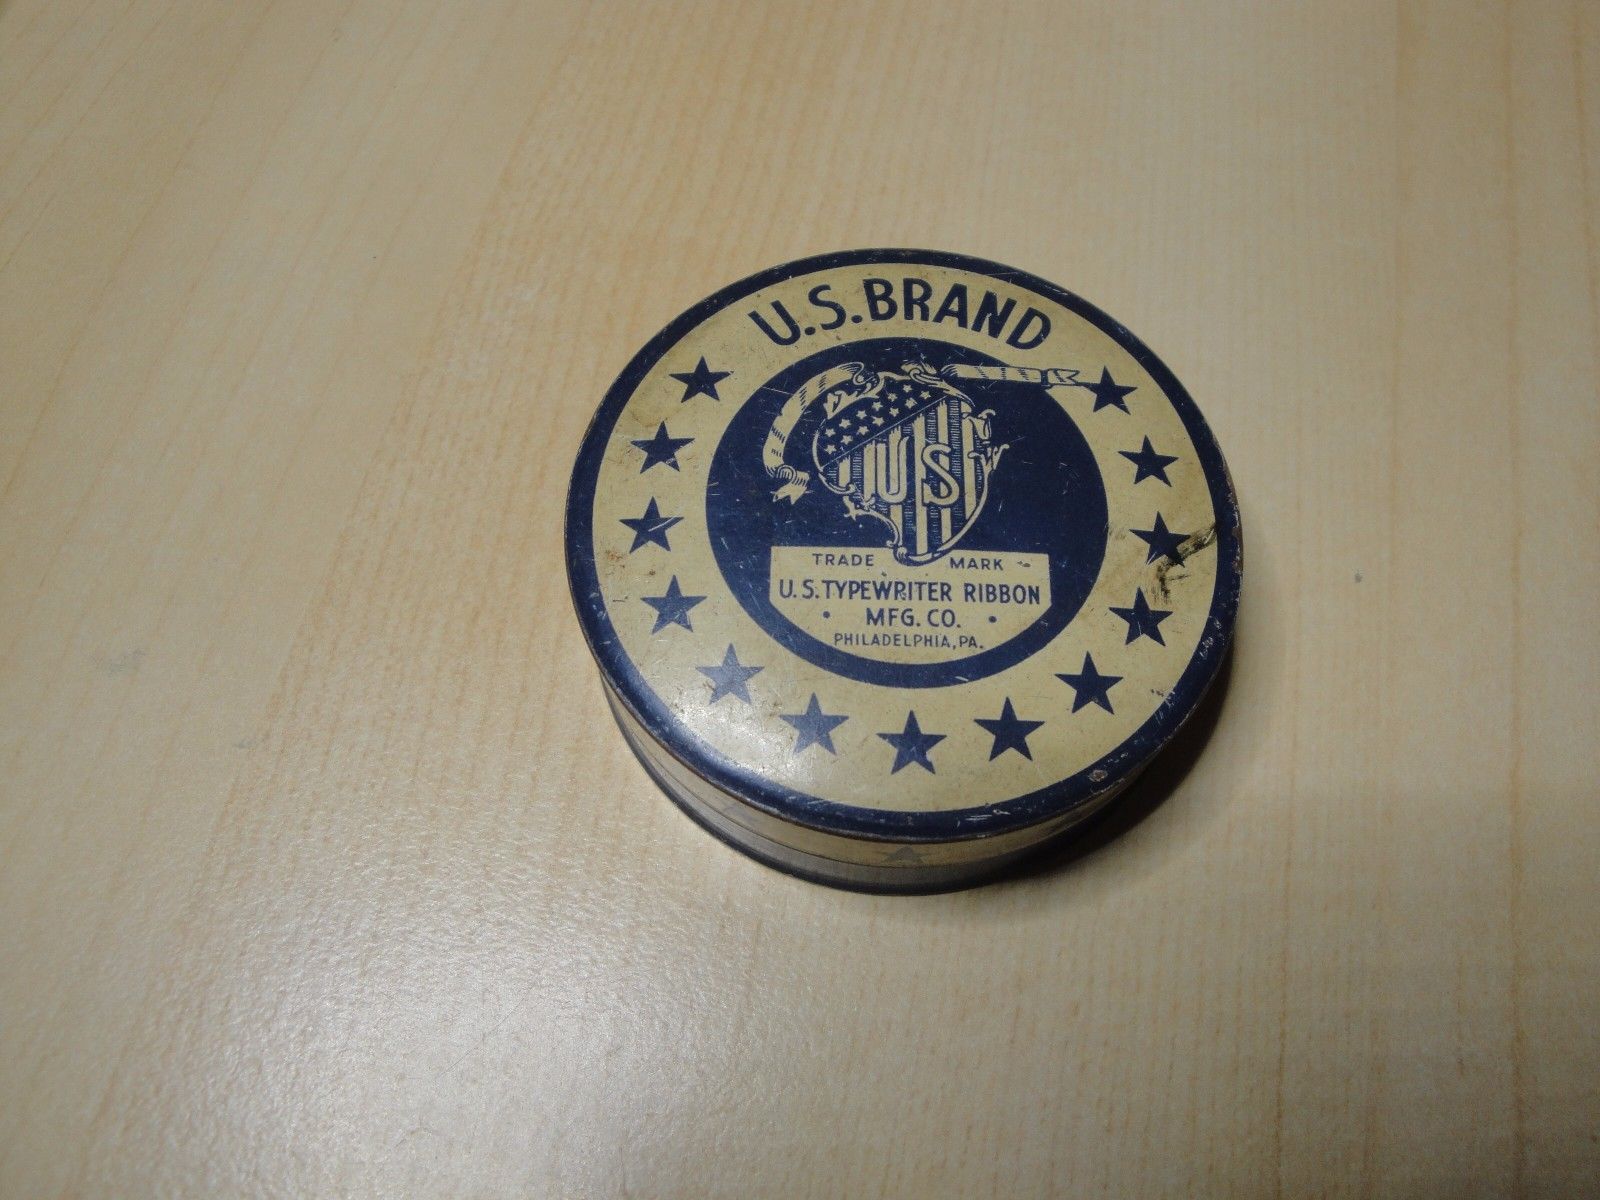 U.S. BRAND
US
TRADE MARK
U.S. TYPEWRITER RIBBON
• MFG. CO. •
PHILADELPHIA, PA.